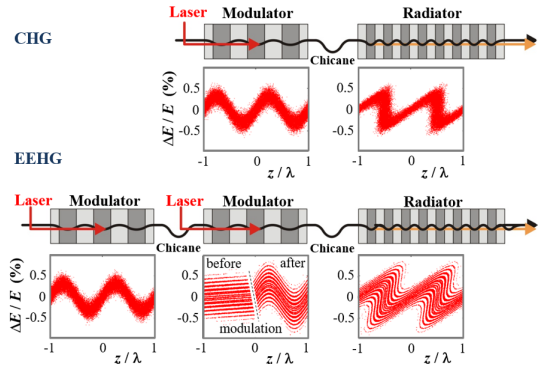 CHG
Laser Modulator Radiator
Chicane
ΔE / E (%)
0.5
0
-0.5
-1 0 1 -1 0 1
z / λ z / λ
EEHG
Laser Modulator Laser Modulator Radiator
Chicane Chicane
ΔE / E (%)
0.5
0
-0.5
before after
modulation
-1 0 1 -1 0 1 -1 0 1
z / λ z / λ z / λ